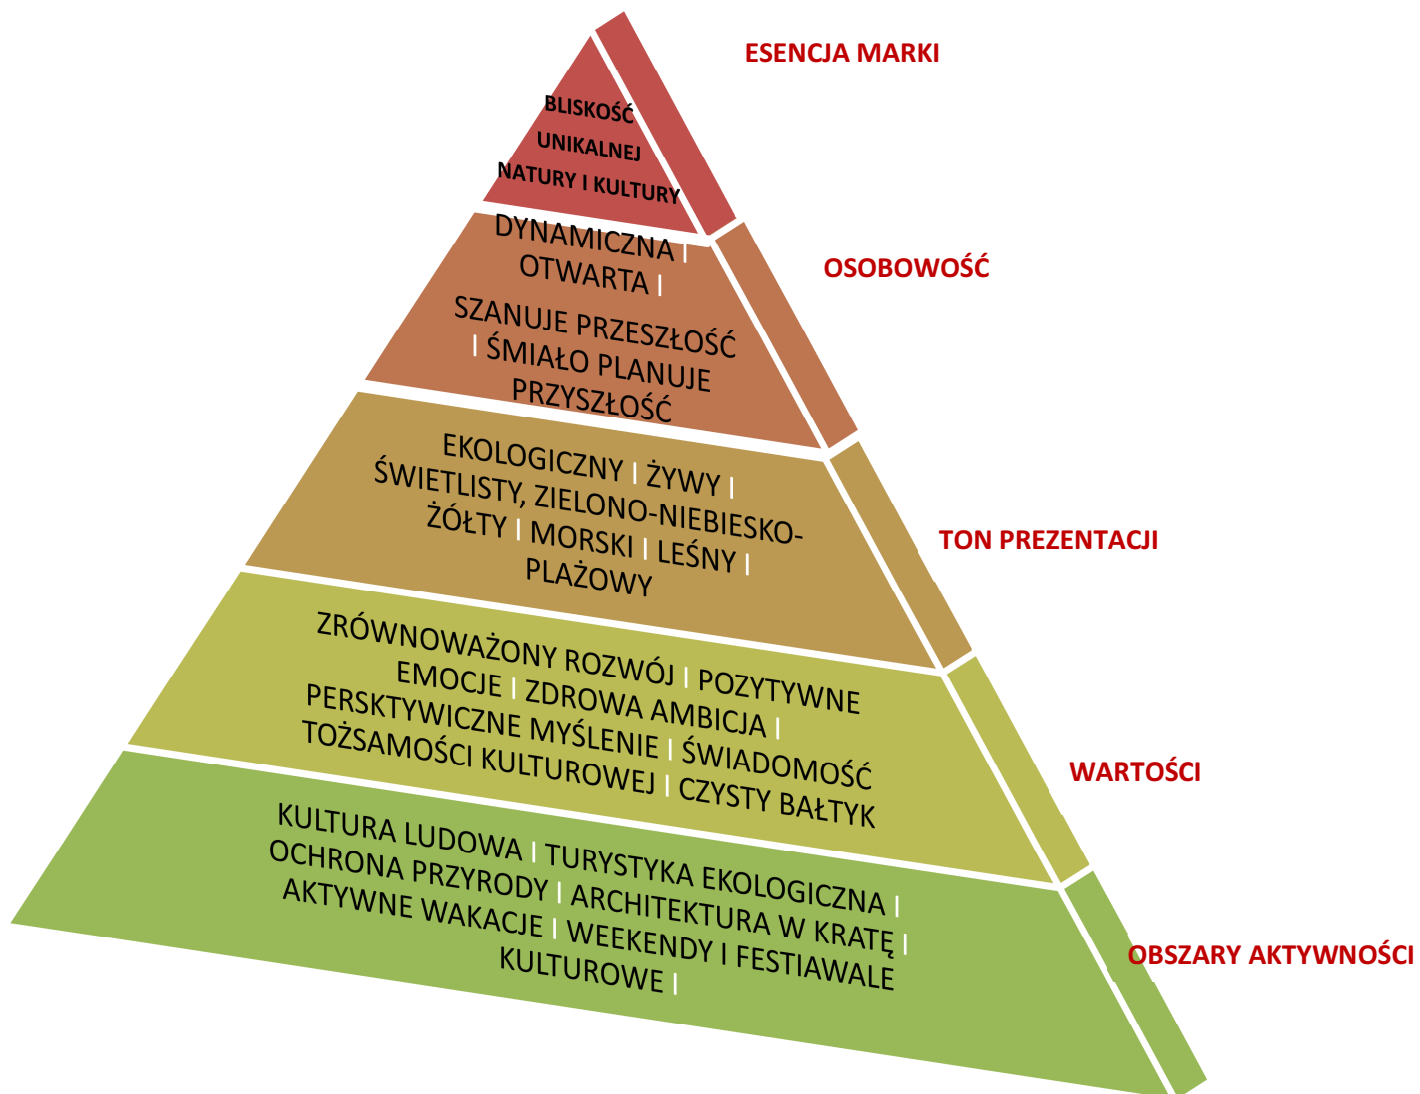 ESENCJA MARKI
BLISKOŚĆ
UNIKALNEJ
NATURY I KULTURY
OSOBOWOŚĆ
DYNAMICZNA |
OTWARTA |
SZANUJE PRZESZŁOŚĆ
| ŚMIAŁO PLANUJE
PRZYSZŁOŚĆ
TON PREZENTACJI
EKOLOGICZNY | ŻYWY |
ŚWIETLISTY, ZIELONO-NIEBIESKO-
ŻÓŁTY | MORSKI | LEŚNY |
PLAŻOWY
WARTOŚCI
ZRÓWNOWAŻONY ROZWÓJ | POZYTYWNE
EMOCJE | ZDROWA AMBICJA |
PERSKTYWICZNE MYŚLENIE | ŚWIADOMOŚĆ
TOŻSAMOŚCI KULTUROWEJ | CZYSTY BAŁTYK
OBSZARY AKTYWNOŚCI
KULTURA LUDOWA | TURYSTYKA EKOLOGICZNA |
OCHRONA PRZYRODY | ARCHITEKTURA W KRATĘ |
AKTYWNE WAKACJE | WEEKENDY I FESTIAWALE
KULTUROWE |